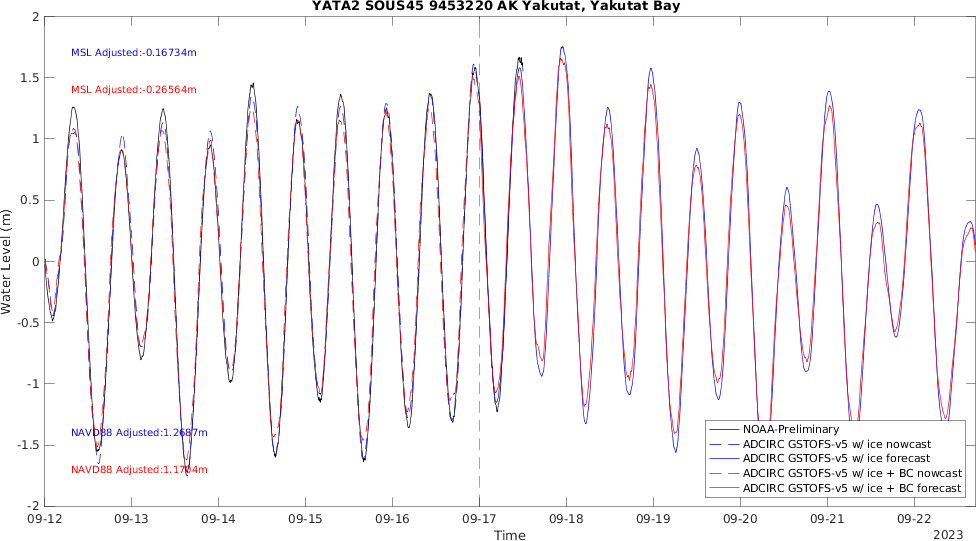 YATA2 SOUS45 9453220 AK Yakutat, Yakutat Bay
MSL Adjusted:-0.16734m
MSL Adjusted:-0.26564m
NAVD88 Adjusted:1.2687m
NAVD88 Adjusted:1.1704m
Water Level (m)
2
1.5
1
0.5
0
-0.5
-1
-1.5
-2
09-12
09-13
09-14
09-15
09-16
09-17
09-18
09-19
09-20
09-21
09-22
Time
2023
NOAA-Preliminary
ADCIRC GSTOFS-v5 w/ ice nowcast
ADCIRC GSTOFS-v5 w/ ice forecast
ADCIRC GSTOFS-v5 w/ ice + BC nowcast
ADCIRC GSTOFS-v5 w/ ice + BC forecast